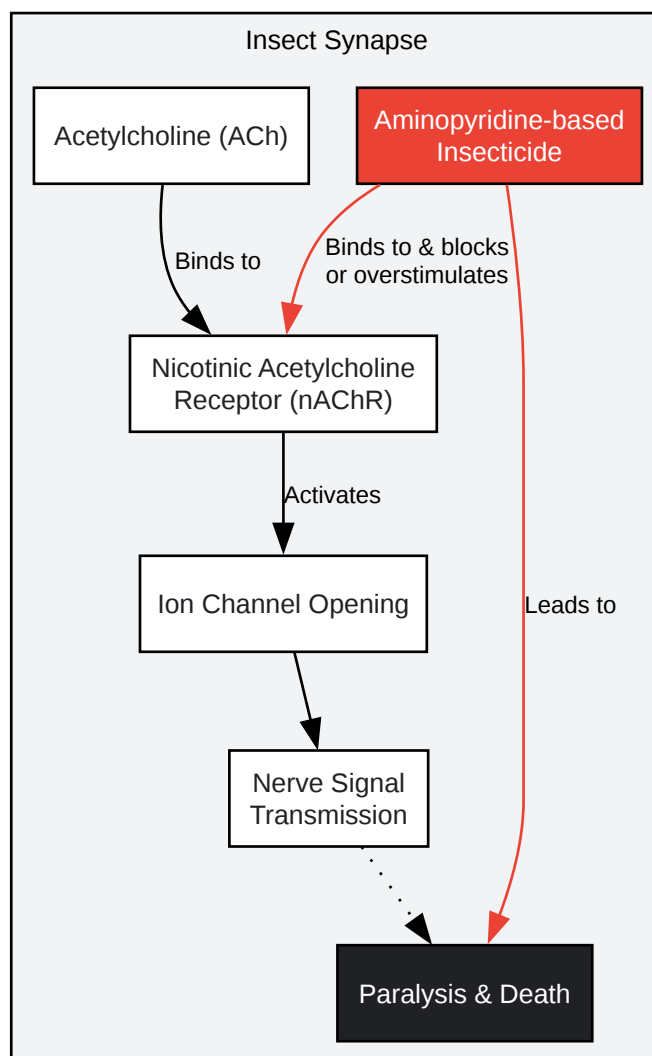 Insect Synapse
Acetylcholine (ACh)
Aminopyridine-based
Insecticide
Binds to
Binds to & blocks
or overstimulates
Nicotinic Acetylcholine
Receptor (nAChR)
Activates
Ion Channel Opening
Leads to
Nerve Signal
Transmission
Paralysis & Death